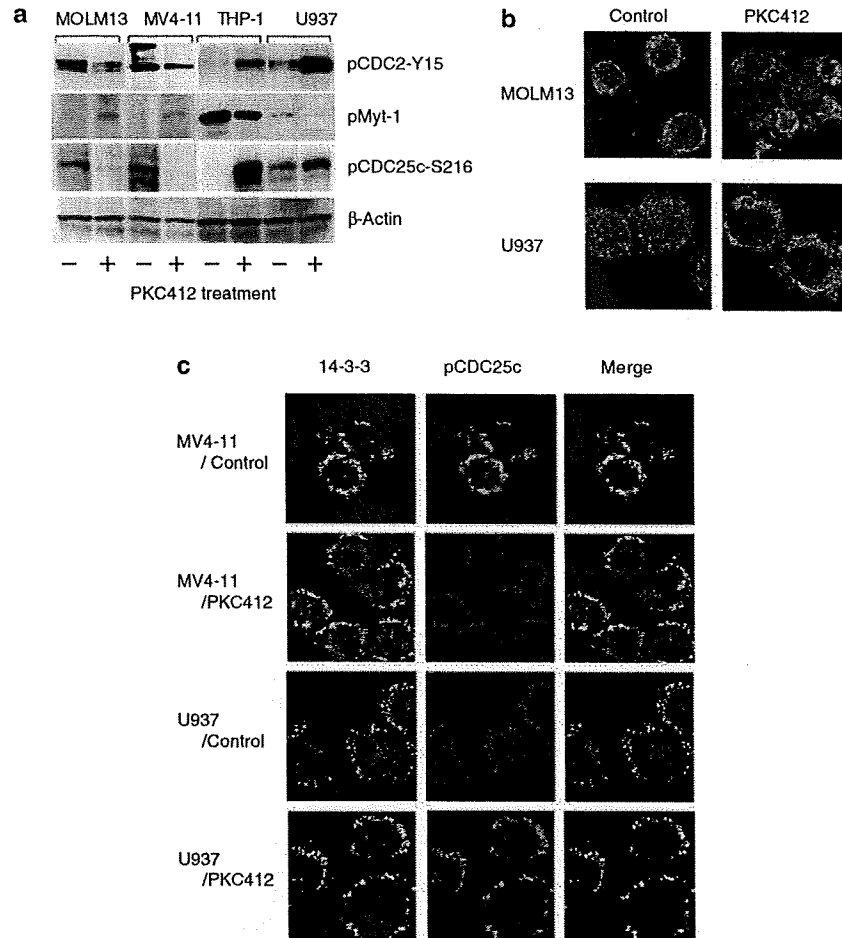 a
MOLM13 MV4-11 THP-1 U937
pCDC2-Y15
pMyt-1
pCDC25c-S216
β-Actin
− + − + − + − +
PKC412 treatment
b
Control PKC412
MOLM13
U937
c
14-3-3 pCDC25c Merge
MV4-11
/ Control
MV4-11
/PKC412
U937
/Control
U937
/PKC412